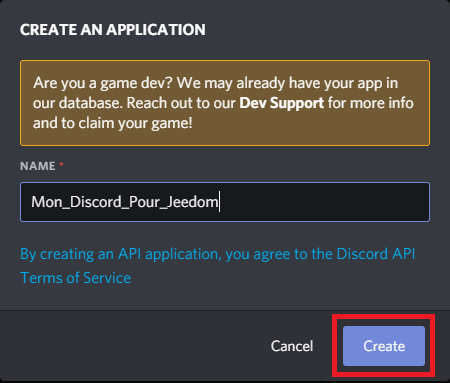 CREATE AN APPLICATION
Are you a game dev? We may already have your app in
our database. Reach out to our Dev Support for more info
and to claim your game!
NAME *
Mon_Discord_Pour_Jeedom
By creating an API application, you agree to the Discord API
Terms of Service
Cancel Create